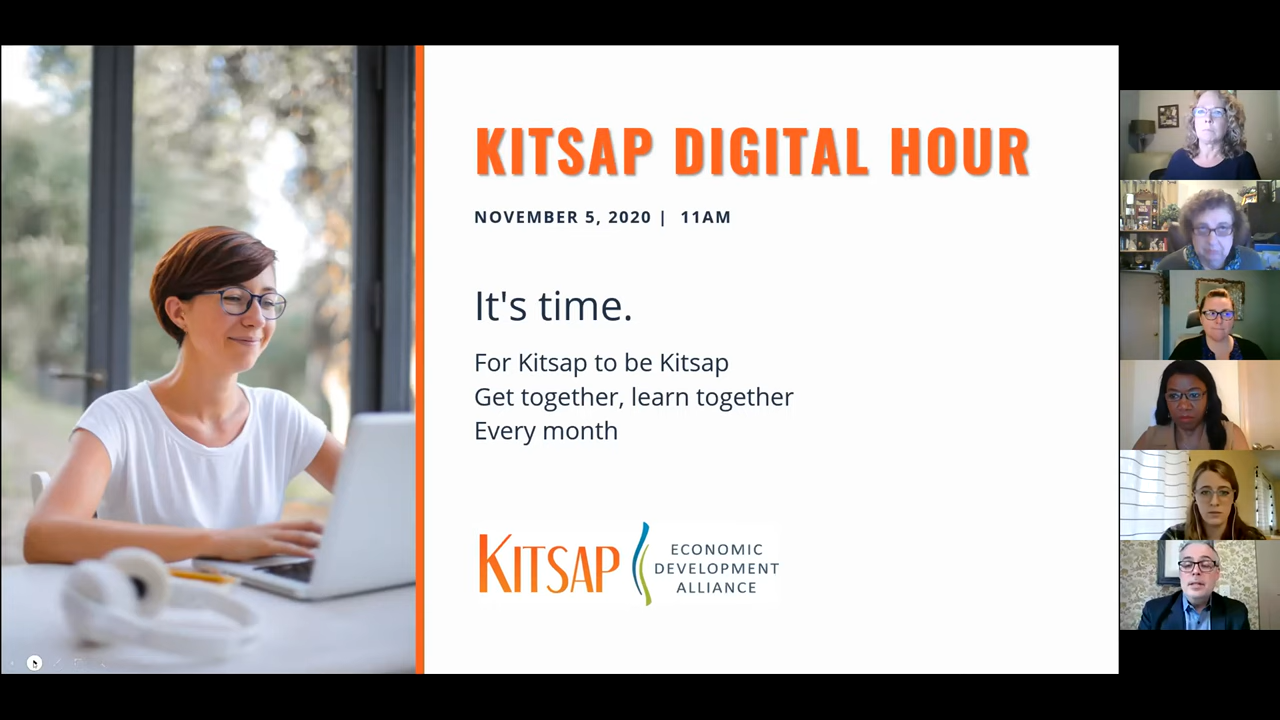 KITSAP DIGITAL HOUR
NOVEMBER 5, 2020 | 11AM
It's time.
For Kitsap to be Kitsap
Get together, learn together
Every month
KITSAP
ECONOMIC
DEVELOPMENT
ALLIANCE